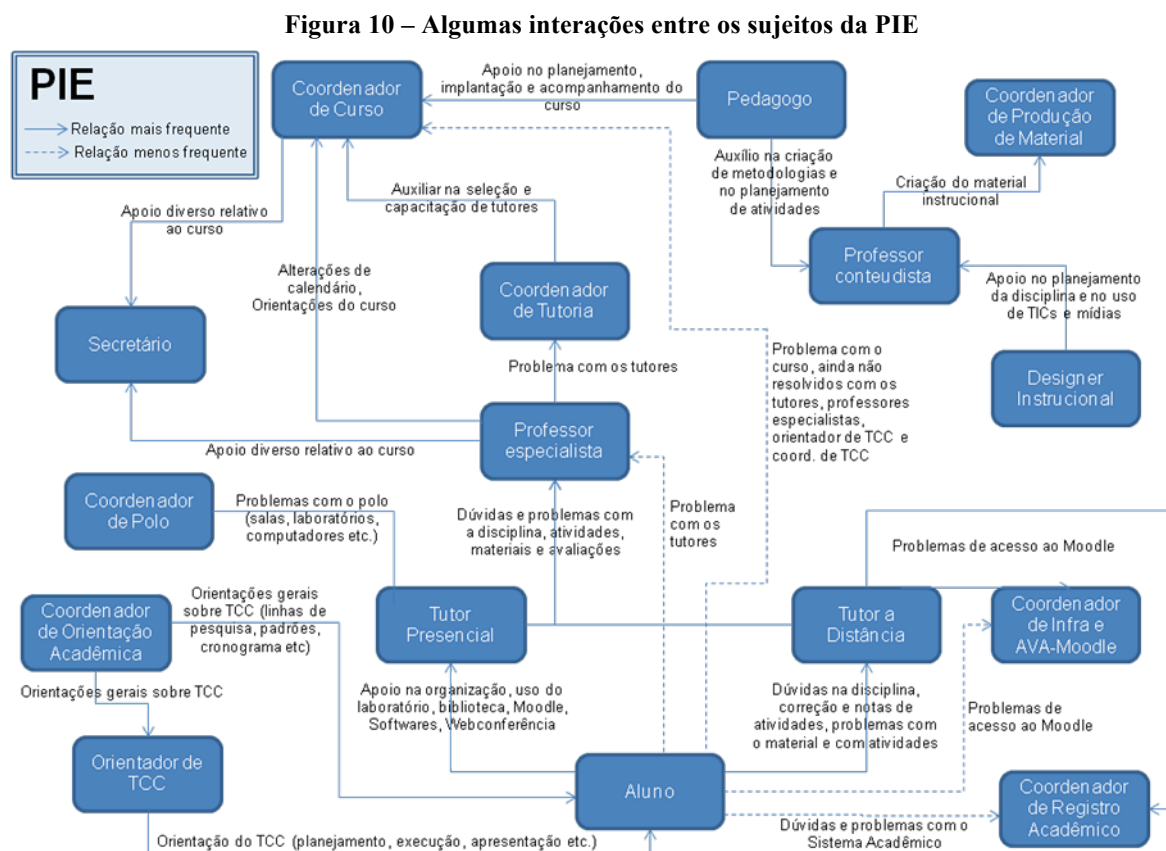 Figura 10 – Algumas interações entre os sujeitos da PIE
PIE
Relação mais frequente
Relação menos frequente
Coordenador
de Curso
Apoio no planejamento,
implantação e acompanhamento do
curso
Pedagogo
Coordenador
de Produção
de Material
Auxílio na criação
de metodologias e
no planejamento
de atividades
Criação do material
instrucional
Apoio diverso relativo
ao curso
Auxiliar na seleção e
capacitação de tutores
Professor
conteudista
Alterações de
calendário,
Orientações do curso
Coordenador
de Tutoria
Apoio no planejamento
da disciplina e no uso
de TICs e mídias
Secretário
Problema com os tutores
Problema com o
curso, ainda não
resolvidos com os
tutores, professores
especialistas,
orientador de TCC e
coord. de TCC
Designer
Instrucional
Professor
especialista
Apoio diverso relativo ao curso
Coordenador
de Polo
Problemas com o polo
(salas, laboratórios,
computadores etc.)
Dúvidas e problemas com
a disciplina, atividades,
materiais e avaliações
Problema
com os
tutores
Problemas de acesso ao Moodle
Coordenador
de Orientação
Acadêmica
Orientações gerais
sobre TCC (linhas de
pesquisa, padrões,
cronograma etc)
Tutor
Presencial
Tutor a
Distância
Coordenador
de Infra e
AVA-Moodle
Orientações gerais sobre TCC
Apoio na organização, uso do
laboratório, biblioteca, Moodle,
Softwares, Webconferência
Dúvidas na disciplina,
correção e notas de
atividades, problemas com
o material e com atividades
Problemas de
acesso ao Moodle
Orientador de
TCC
Aluno
Coordenador
de Registro
Acadêmico
Orientação do TCC (planejamento, execução, apresentação etc.)
Dúvidas e problemas com o
Sistema Acadêmico